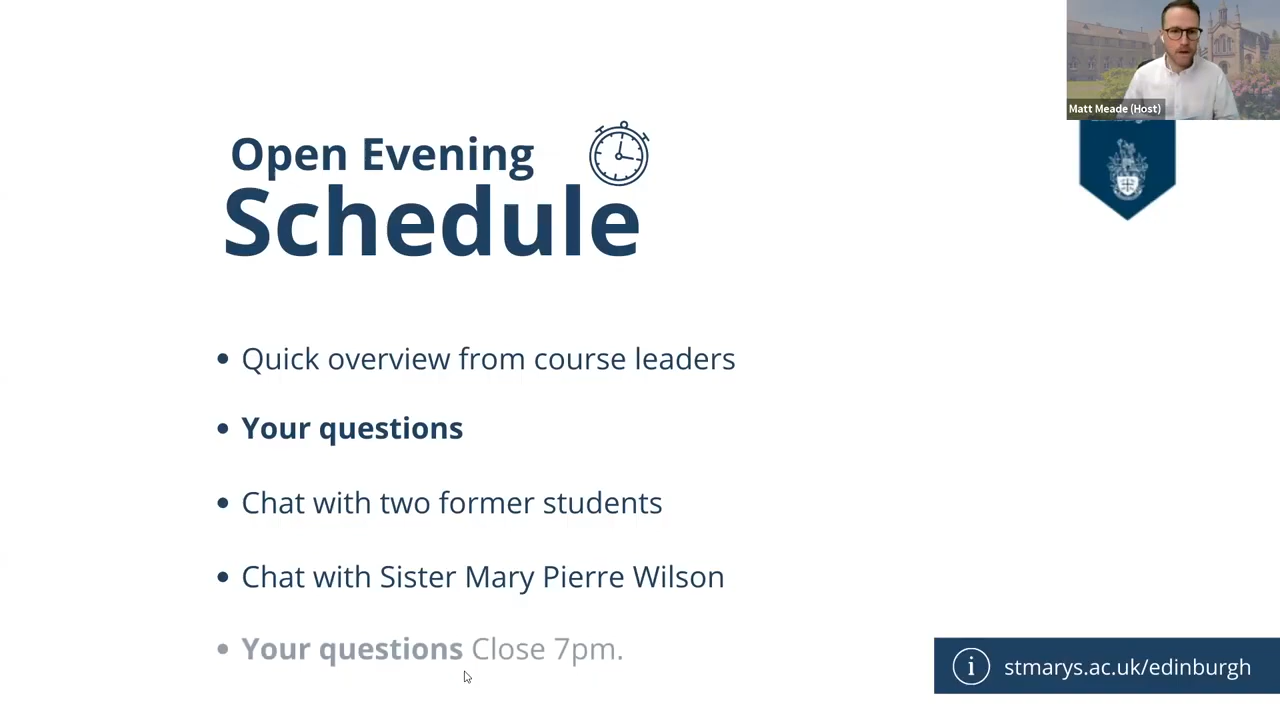 Matt Meade (Host)
Open Evening
Schedule
• Quick overview from course leaders
• Your questions
• Chat with two former students
• Chat with Sister Mary Pierre Wilson
• Your questions Close 7pm.
i stmarys.ac.uk/edinburgh